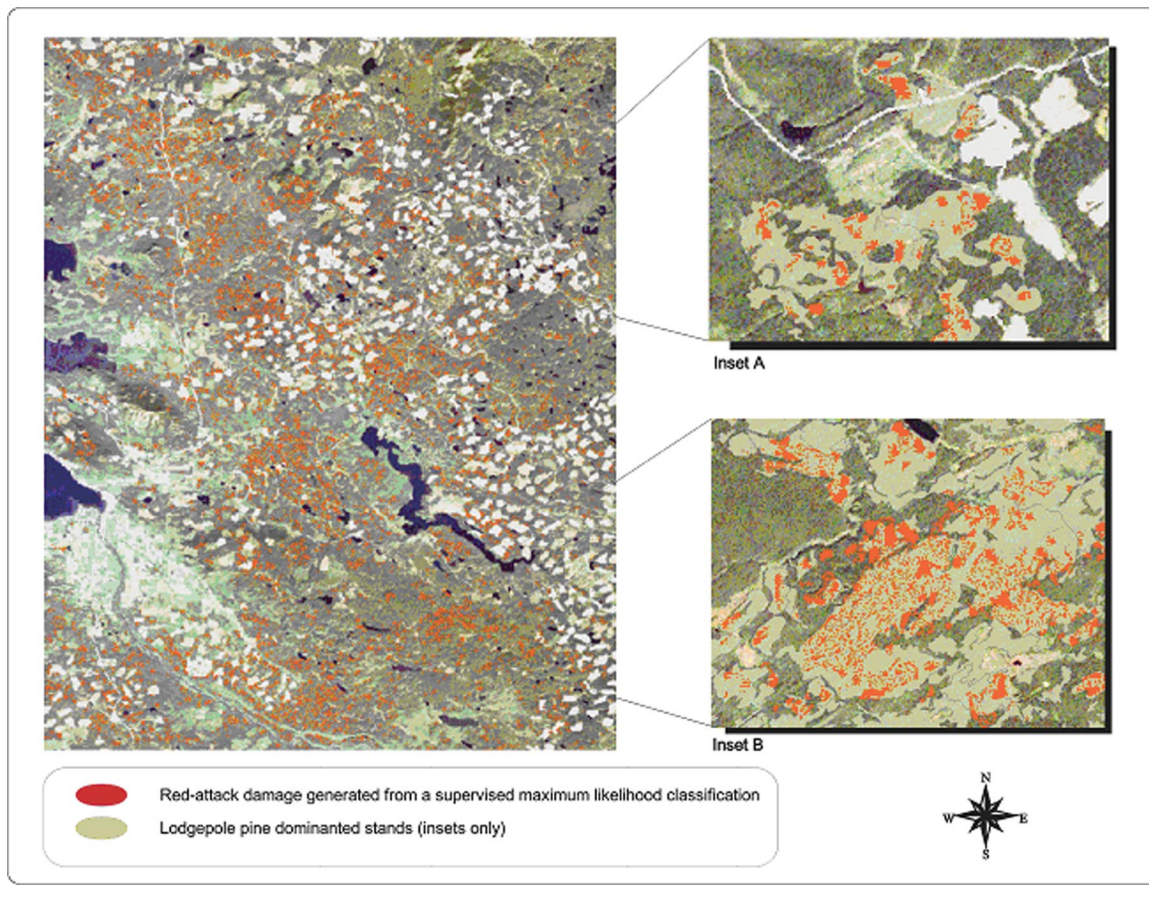 Inset A
Inset B
Red-attack damage generated from a supervised maximum likelihood classification
Lodgepole pine dominanted stands (insets only)
N
W E
S